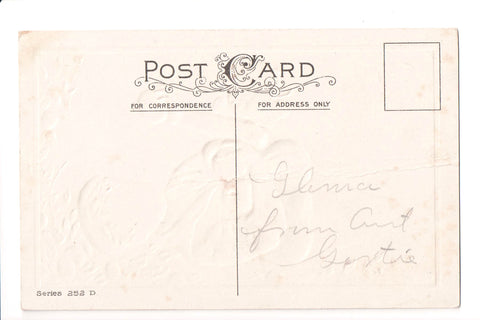 POST CARD
FOR CORRESPONDENCE
FOR ADDRESS ONLY
Glenna
from Aunt
Gertie
Series 252 D.